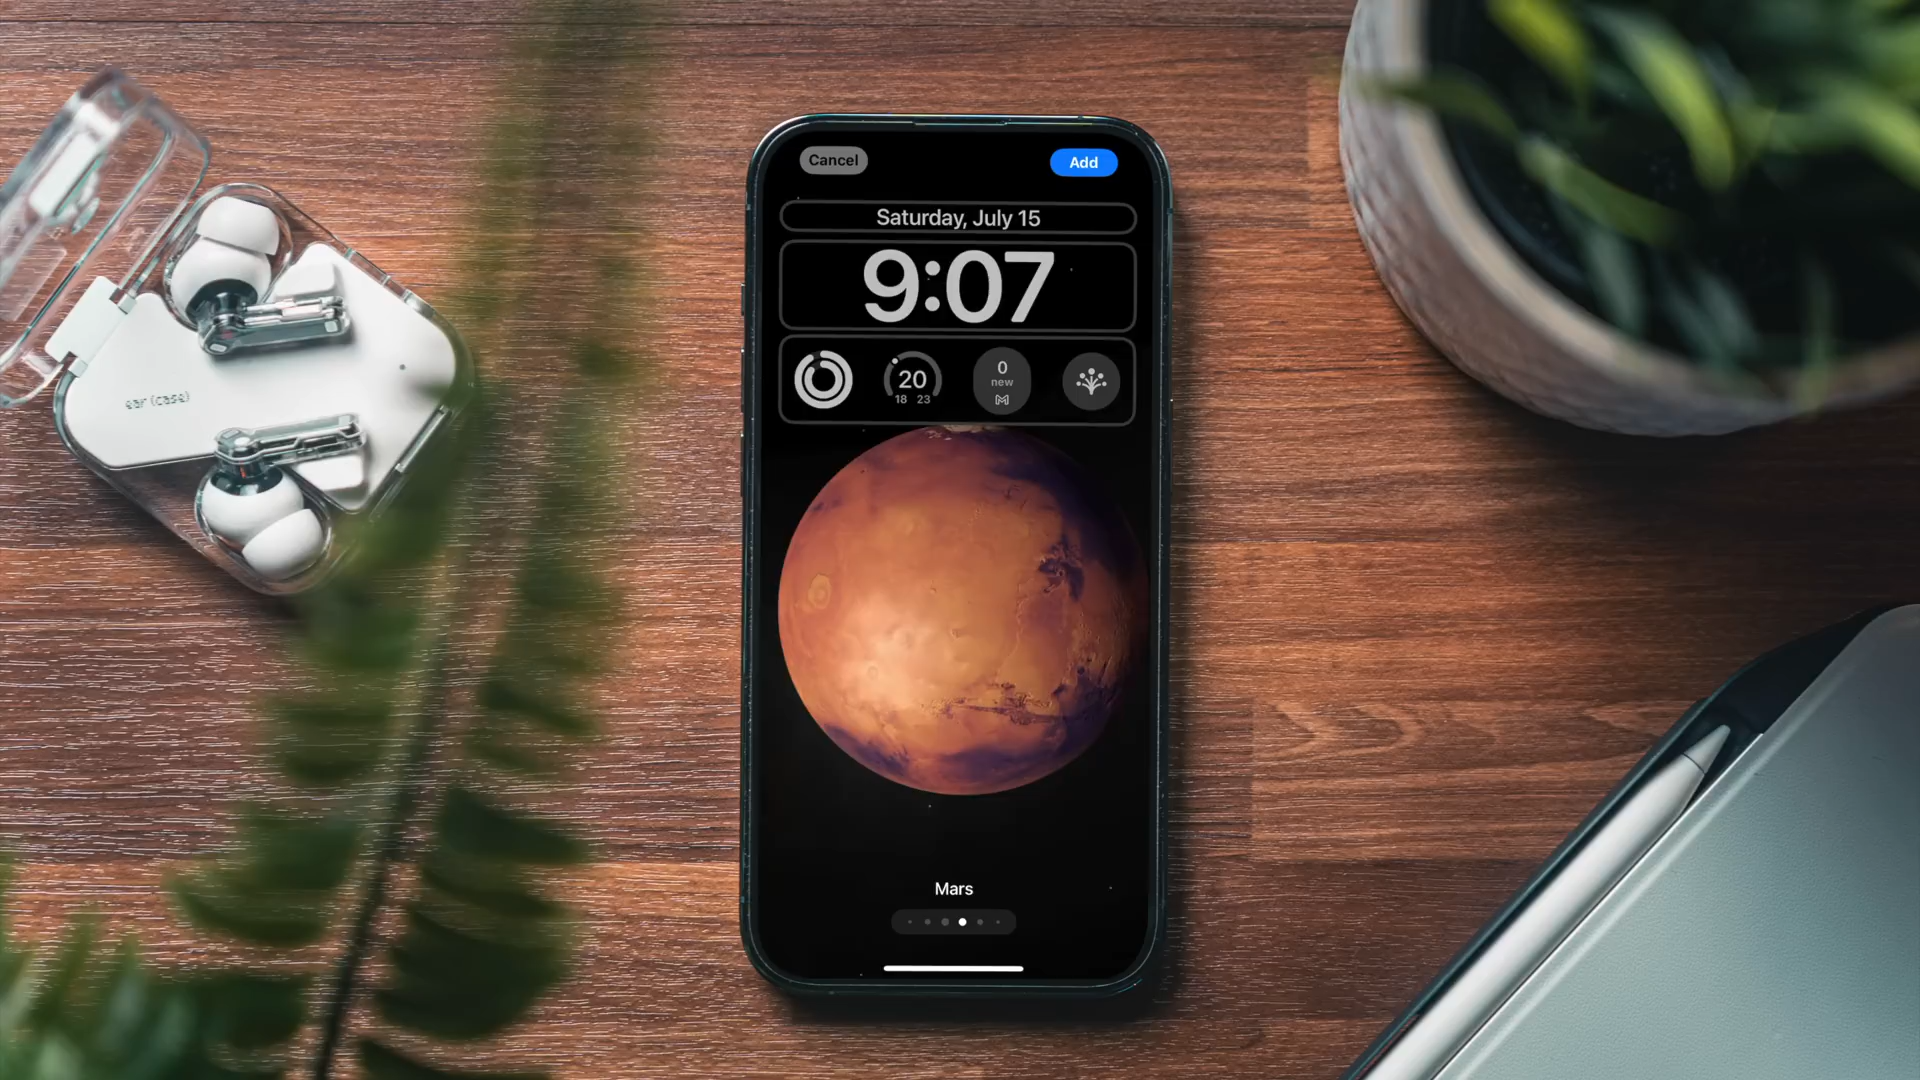 Cancel
Add
Saturday, July 15
9:07
20
18 23
0
new
ear (case)
Mars